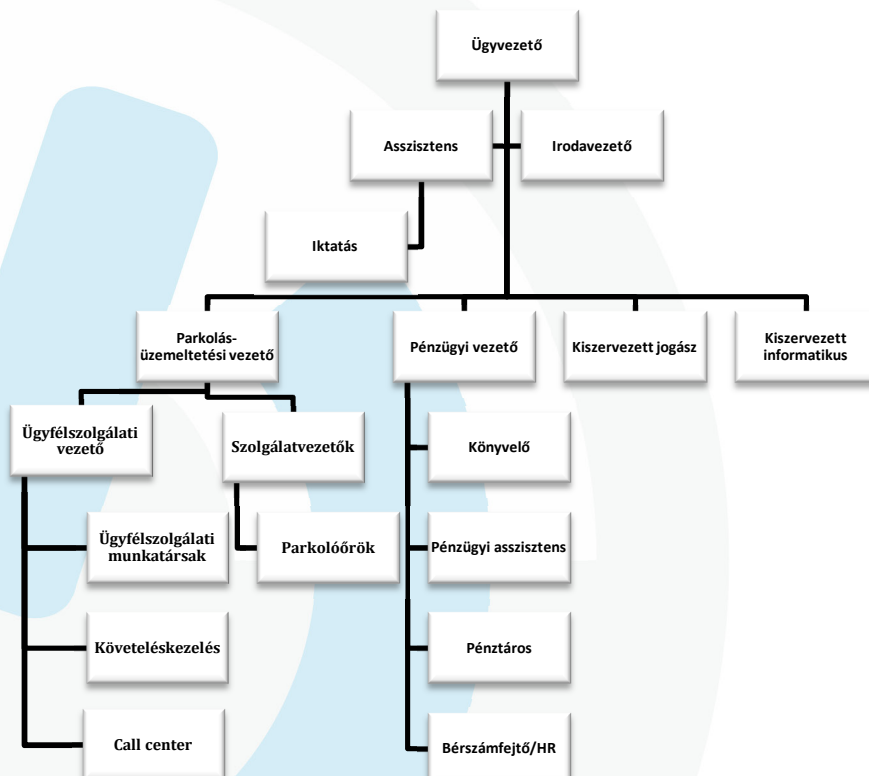 Ügyvezető
Asszisztens
Irodavezető
Iktatás
Parkolás-
üzemeltetési vezető
Pénzügyi vezető
Kiszervezett jogász
Kiszervezett
informatikus
Ügyfélszolgálati
vezető
Szolgálatvezetők
Könyvelő
Ügyfélszolgálati
munkatársak
Parkolóőrök
Pénzügyi asszisztens
Követeléskezelés
Pénztáros
Call center
Bérszámfejtő/HR